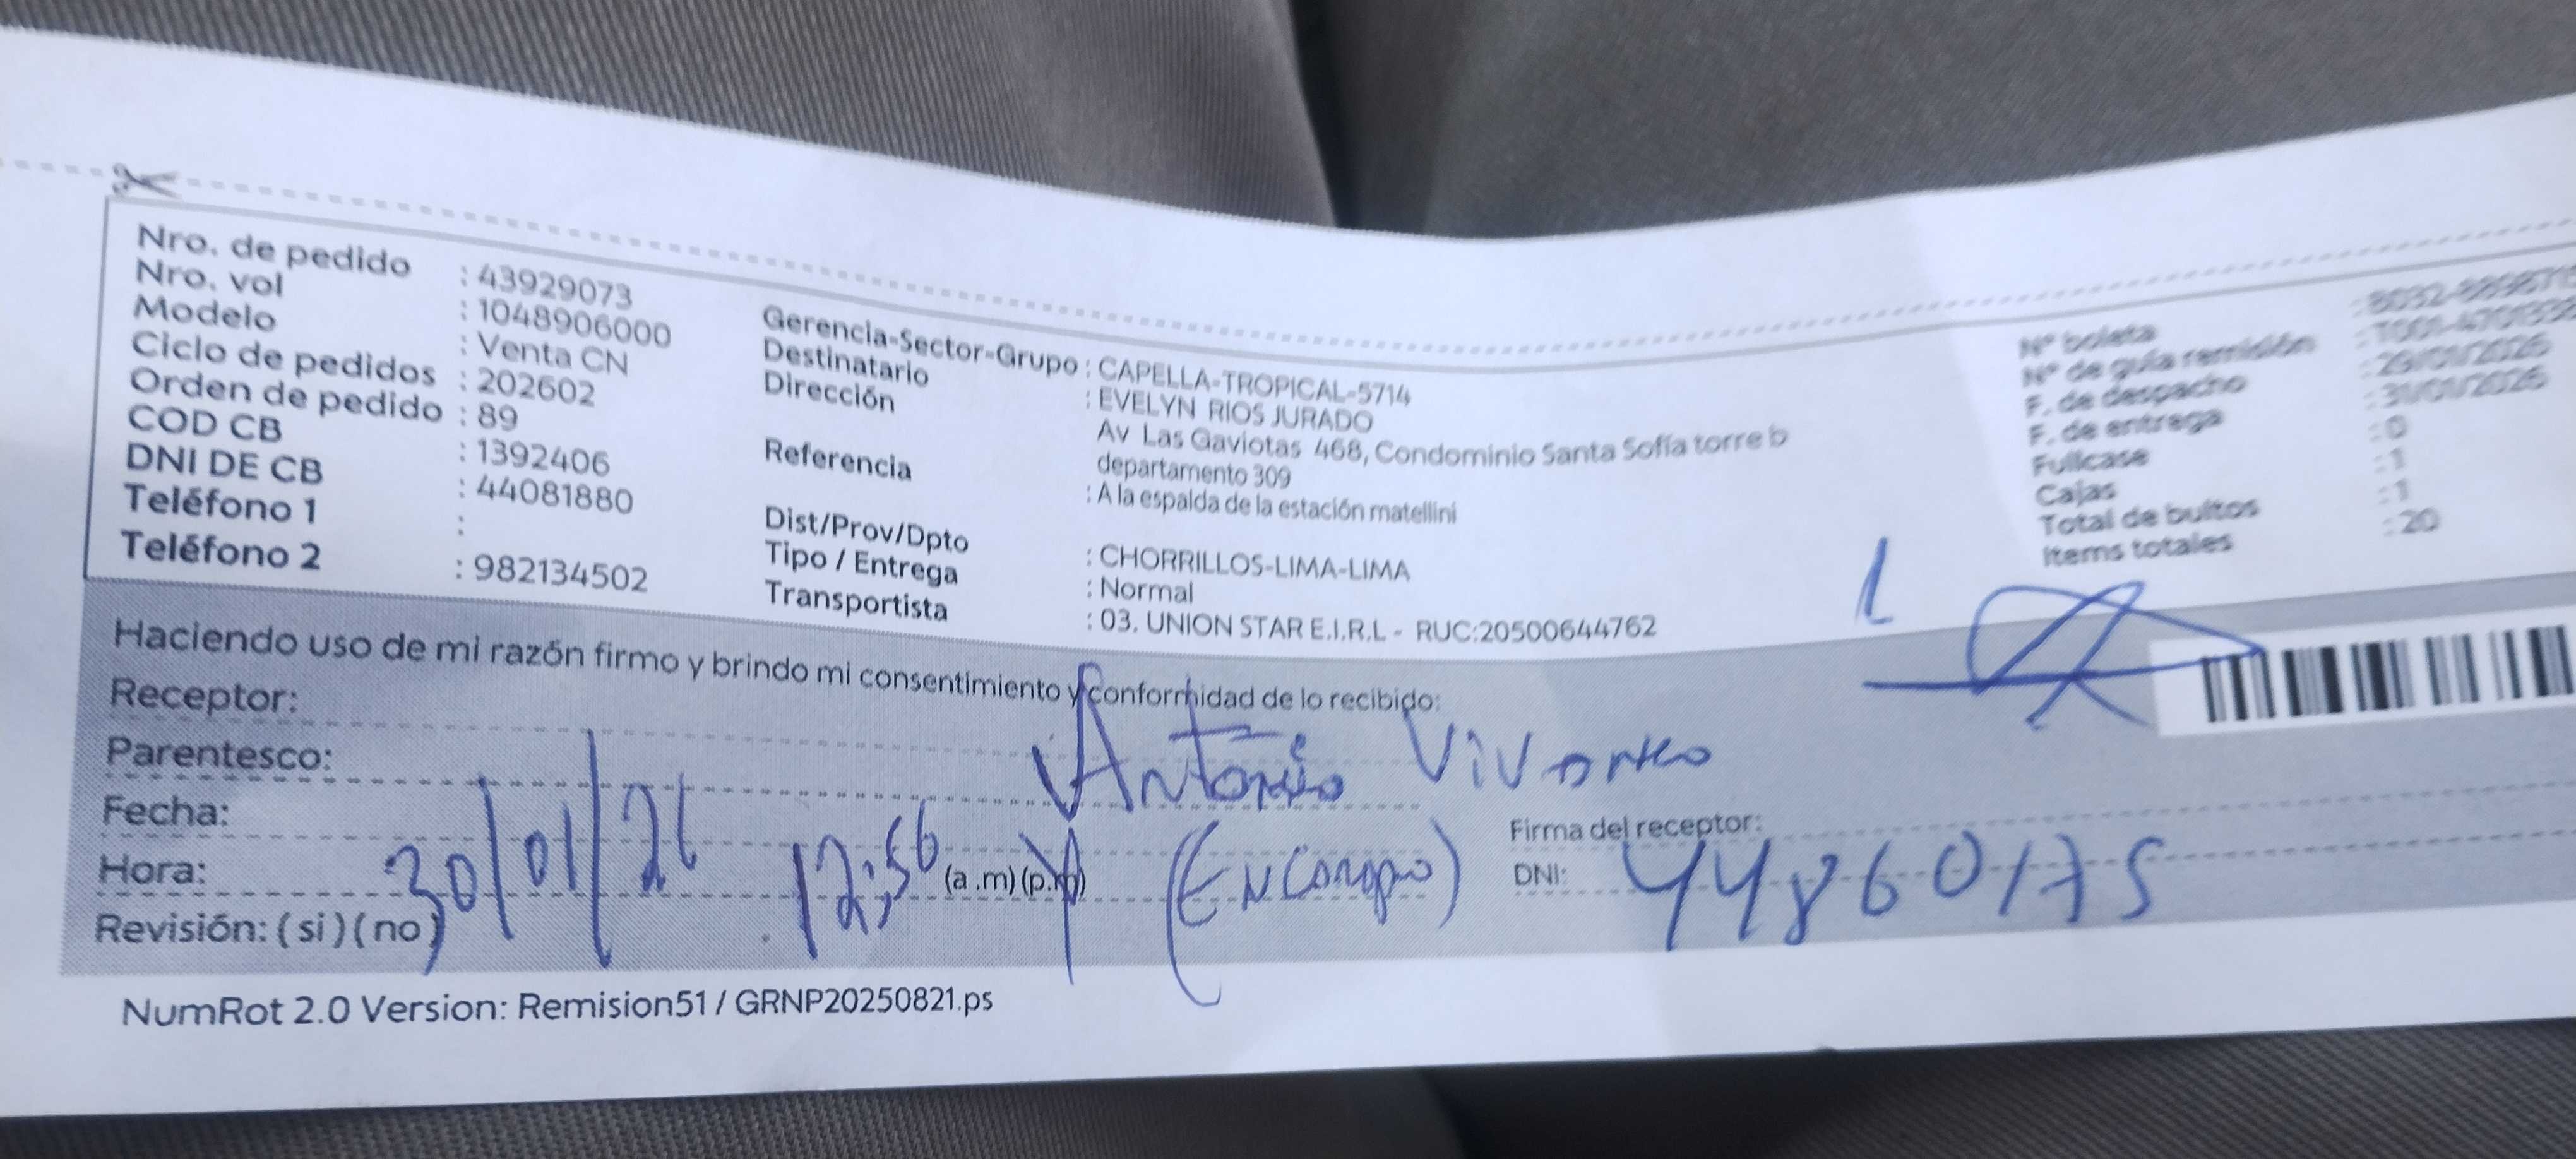 Nro. de pedido : 43929073
Nro. vol : 1048906000
Modelo : Venta CN
Ciclo de pedidos : 202602
Orden de pedido : 89
COD CB : 1392406
DNI DE CB : 44081880
Teléfono 1 :
Teléfono 2 : 982134502
Gerencia-Sector-Grupo : CAPELLA-TROPICAL-5714
Destinatario : EVELYN RIOS JURADO
Dirección Av Las Gaviotas 468, Condominio Santa Sofía torre b
departamento 309
Referencia : A la espalda de la estación matellini
Dist/Prov/Dpto : CHORRILLOS-LIMA-LIMA
Tipo / Entrega : Normal
Transportista : 03. UNION STAR E.I.R.L - RUC:20500644762
Nº boleta
Nº de guía remisión
F. de despacho : 29/01/2026
F. de entrega : 31/01/2026
Fullcase : 0
Cajas : 1
Total de bultos : 1
Items totales : 20
Haciendo uso de mi razón firmo y brindo mi consentimiento y conformidad de lo recibido:
Receptor: Antonio
Parentesco:
Fecha: 30/01/26
Hora: 12:56 (a.m) (p.m)
Revisión: ( si ) ( no )
Firma del receptor:
DNI: 44860175
NumRot 2.0 Version: Remision51 / GRNP20250821.ps